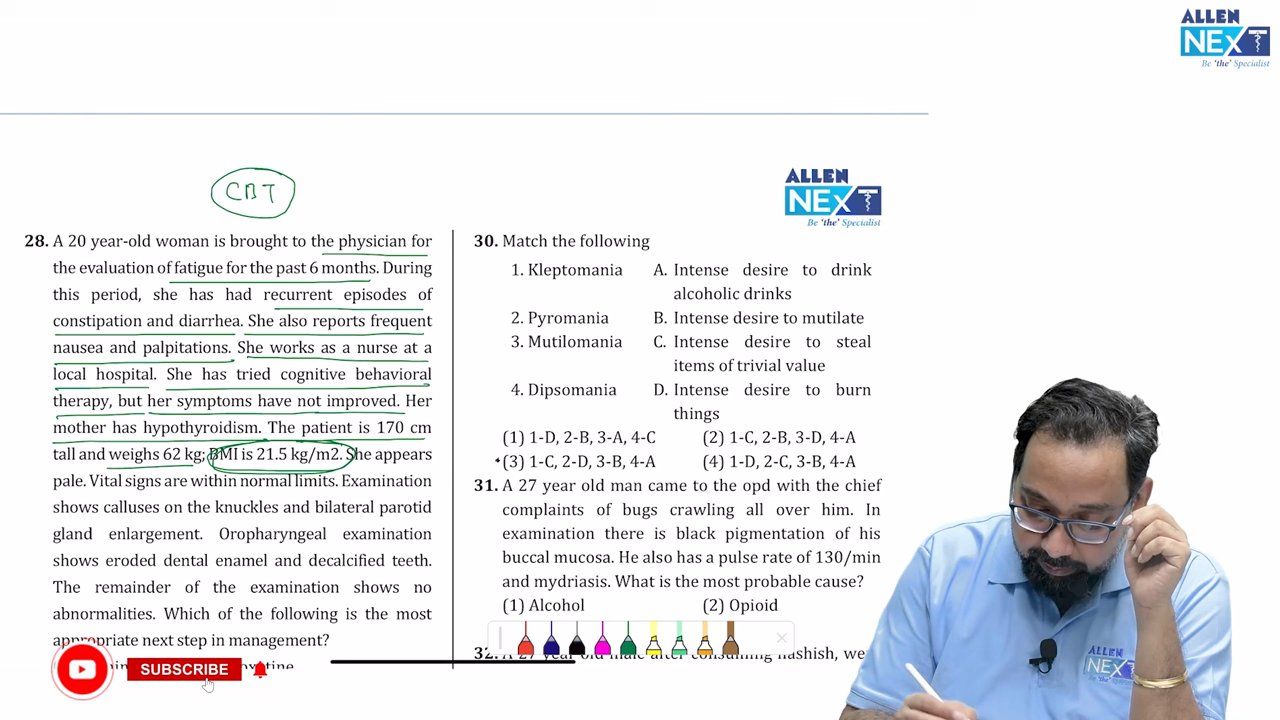 ALLEN
NExT
Be 'the' Specialist
CBT
ALLEN
NExT
Be 'the' Specialist
28. A 20 year-old woman is brought to the physician for
the evaluation of fatigue for the past 6 months. During
this period, she has had recurrent episodes of
constipation and diarrhea. She also reports frequent
nausea and palpitations. She works as a nurse at a
local hospital. She has tried cognitive behavioral
therapy, but her symptoms have not improved. Her
mother has hypothyroidism. The patient is 170 cm
tall and weighs 62 kg; BMI is 21.5 kg/m2. She appears
pale. Vital signs are within normal limits. Examination
shows calluses on the knuckles and bilateral parotid
gland enlargement. Oropharyngeal examination
shows eroded dental enamel and decalcified teeth.
The remainder of the examination shows no
abnormalities. Which of the following is the most
appropriate next step in management?
SUBSCRIBE
30. Match the following
1. Kleptomania A. Intense desire to drink
alcoholic drinks
2. Pyromania B. Intense desire to mutilate
3. Mutilomania C. Intense desire to steal
items of trivial value
4. Dipsomania D. Intense desire to burn
things
(1) 1-D, 2-B, 3-A, 4-C (2) 1-C, 2-B, 3-D, 4-A
(3) 1-C, 2-D, 3-B, 4-A (4) 1-D, 2-C, 3-B, 4-A
31. A 27 year old man came to the opd with the chief
complaints of bugs crawling all over him. In
examination there is black pigmentation of his
buccal mucosa. He also has a pulse rate of 130/min
and mydriasis. What is the most probable cause?
(1) Alcohol (2) Opioid
32. A 27 year old male after consuming hashish, we
ALLEN
NExT